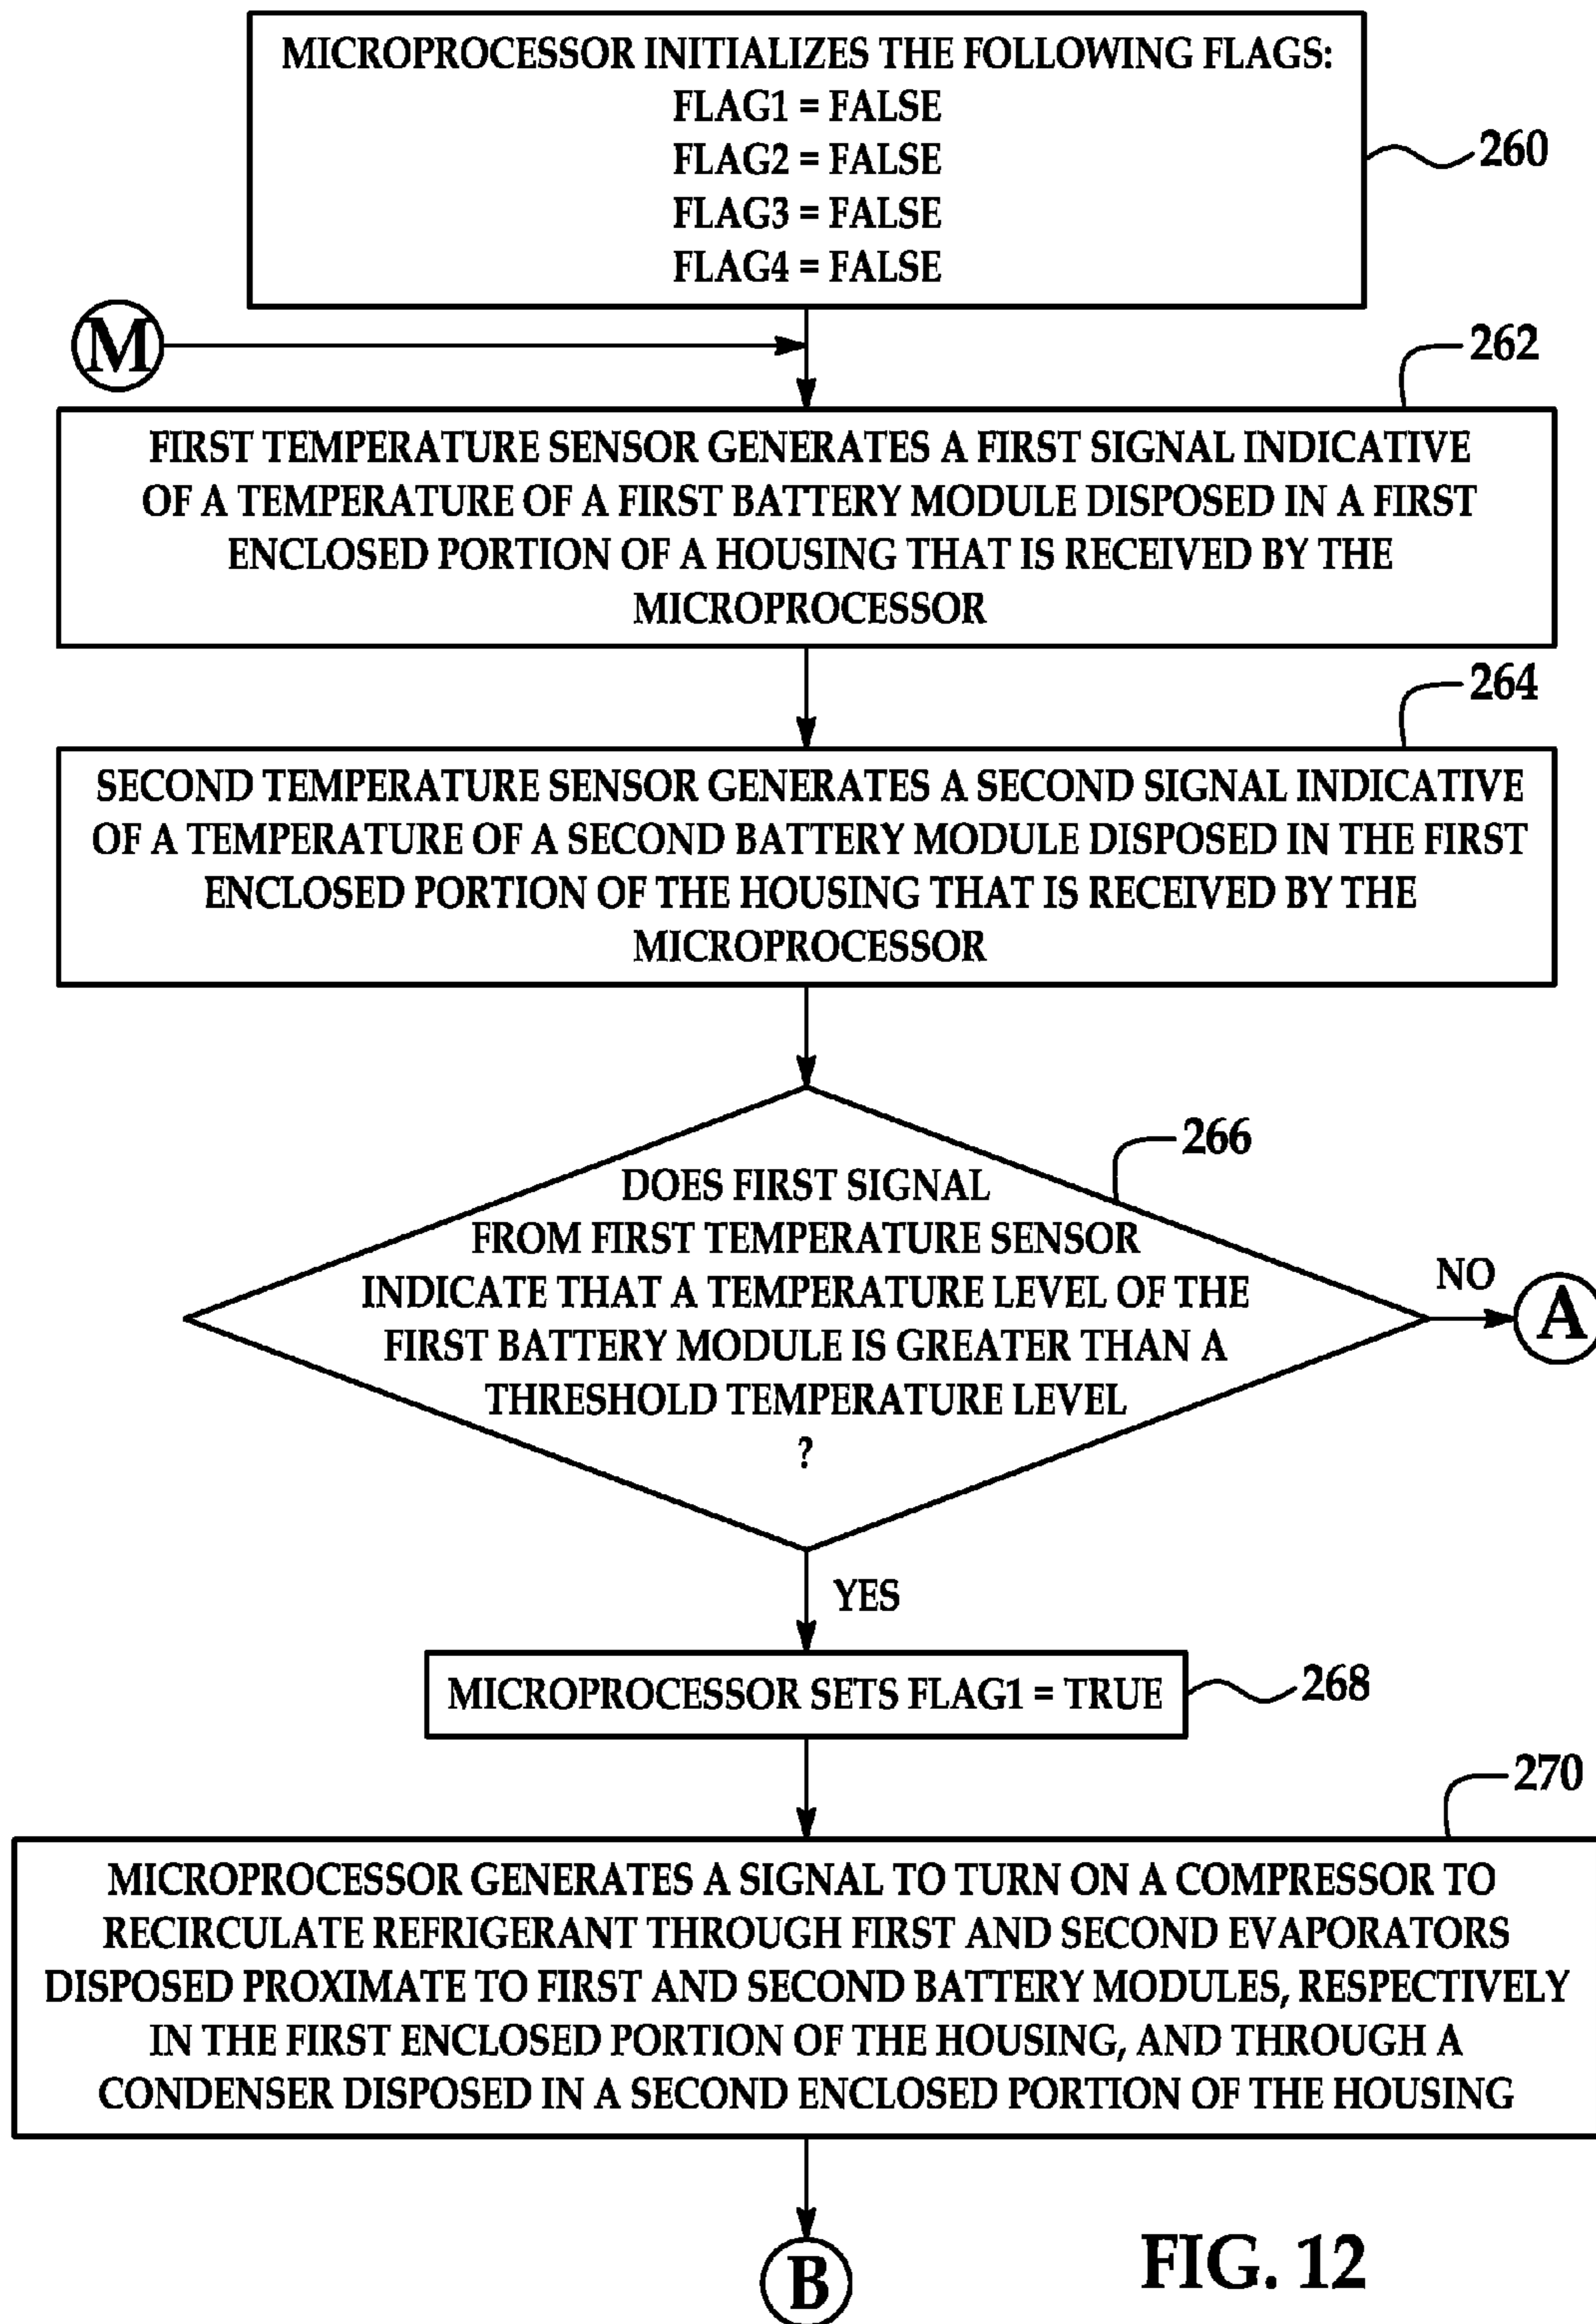 MICROPROCESSOR INITIALIZES THE FOLLOWING FLAGS:
FLAG1 = FALSE
FLAG2 = FALSE
FLAG3 = FALSE
FLAG4 = FALSE
260
M
262
FIRST TEMPERATURE SENSOR GENERATES A FIRST SIGNAL INDICATIVE
OF A TEMPERATURE OF A FIRST BATTERY MODULE DISPOSED IN A FIRST
ENCLOSED PORTION OF A HOUSING THAT IS RECEIVED BY THE
MICROPROCESSOR
264
SECOND TEMPERATURE SENSOR GENERATES A SECOND SIGNAL INDICATIVE
OF A TEMPERATURE OF A SECOND BATTERY MODULE DISPOSED IN THE FIRST
ENCLOSED PORTION OF THE HOUSING THAT IS RECEIVED BY THE
MICROPROCESSOR
266
DOES FIRST SIGNAL
FROM FIRST TEMPERATURE SENSOR
INDICATE THAT A TEMPERATURE LEVEL OF THE
FIRST BATTERY MODULE IS GREATER THAN A
THRESHOLD TEMPERATURE LEVEL
?
NO
A
YES
MICROPROCESSOR SETS FLAG1 = TRUE
268
270
MICROPROCESSOR GENERATES A SIGNAL TO TURN ON A COMPRESSOR TO
RECIRCULATE REFRIGERANT THROUGH FIRST AND SECOND EVAPORATORS
DISPOSED PROXIMATE TO FIRST AND SECOND BATTERY MODULES, RESPECTIVELY
IN THE FIRST ENCLOSED PORTION OF THE HOUSING, AND THROUGH A
CONDENSER DISPOSED IN A SECOND ENCLOSED PORTION OF THE HOUSING
B
FIG. 12